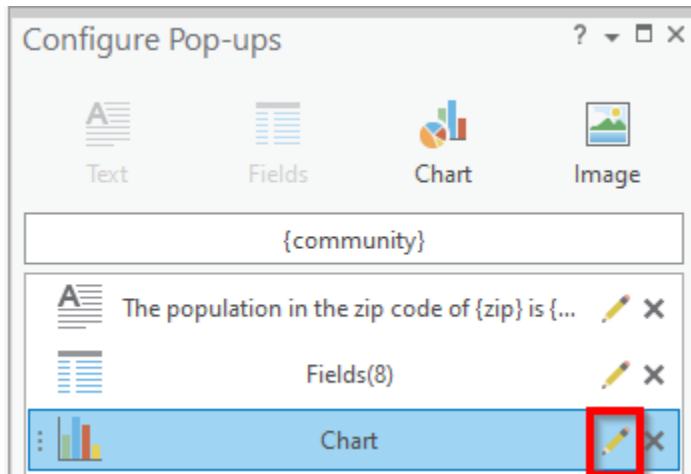 Configure Pop-ups ?
Text Fields Chart Image
{community}
The population in the zip code of {zip} is {...
Fields(8)
Chart